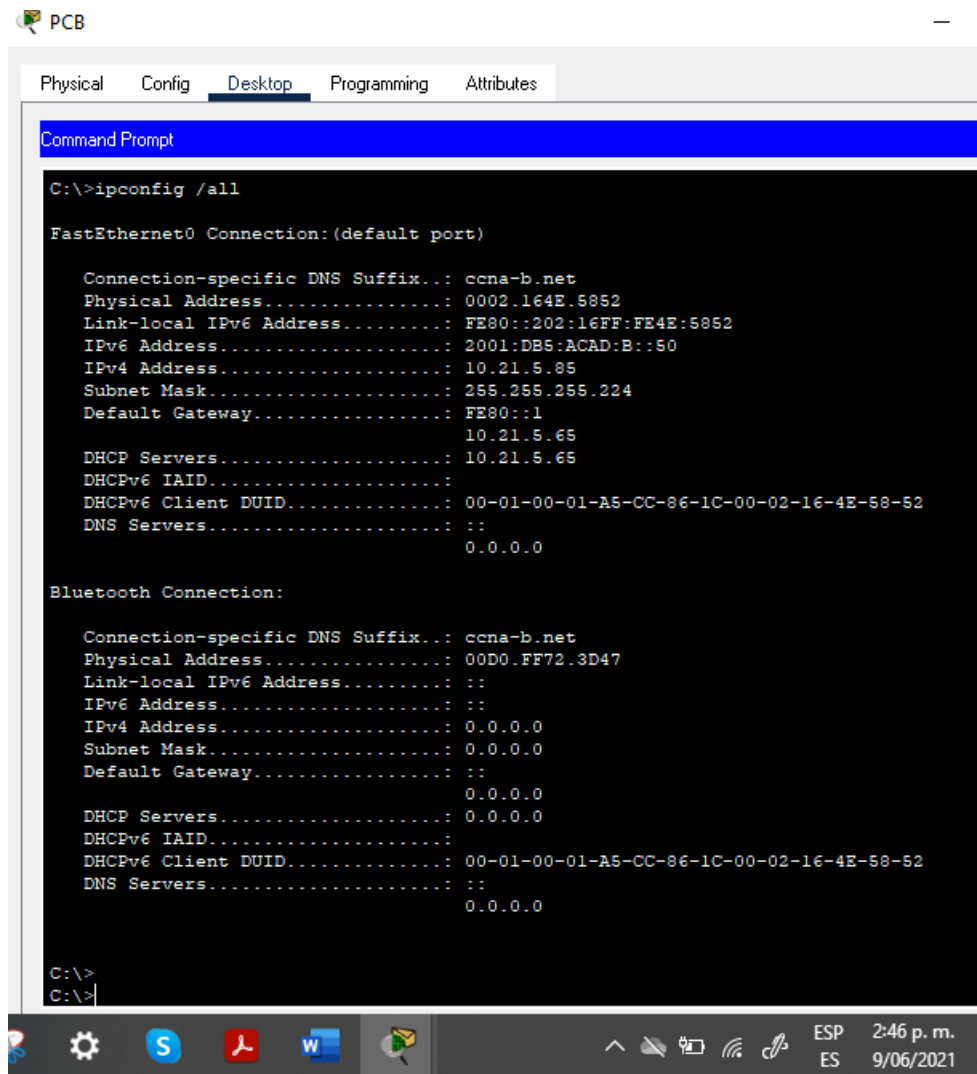 PCB
Physical Config Desktop Programming Attributes
Command Prompt
C:\>ipconfig /all
FastEthernet0 Connection:(default port)
Connection-specific DNS Suffix..: ccna-b.net
Physical Address................: 0002.164E.5852
Link-local IPv6 Address.........: FE80::202:16FF:FE4E:5852
IPv6 Address....................: 2001:DB5:ACAD:B::50
IPv4 Address....................: 10.21.5.85
Subnet Mask.....................: 255.255.255.224
Default Gateway.................: FE80::1
10.21.5.65
DHCP Servers....................: 10.21.5.65
DHCPv6 IAID.....................:
DHCPv6 Client DUID..............: 00-01-00-01-A5-CC-86-1C-00-02-16-4E-58-52
DNS Servers.....................: ::
0.0.0.0
Bluetooth Connection:
Connection-specific DNS Suffix..: ccna-b.net
Physical Address................: 00D0.FF72.3D47
Link-local IPv6 Address.........: ::
IPv6 Address....................: ::
IPv4 Address....................: 0.0.0.0
Subnet Mask.....................: 0.0.0.0
Default Gateway.................: ::
0.0.0.0
DHCP Servers....................: 0.0.0.0
DHCPv6 IAID.....................:
DHCPv6 Client DUID..............: 00-01-00-01-A5-CC-86-1C-00-02-16-4E-58-52
DNS Servers.....................: ::
0.0.0.0
C:\>
C:\>
S W ESP 2:46 p. m.
ES 9/06/2021